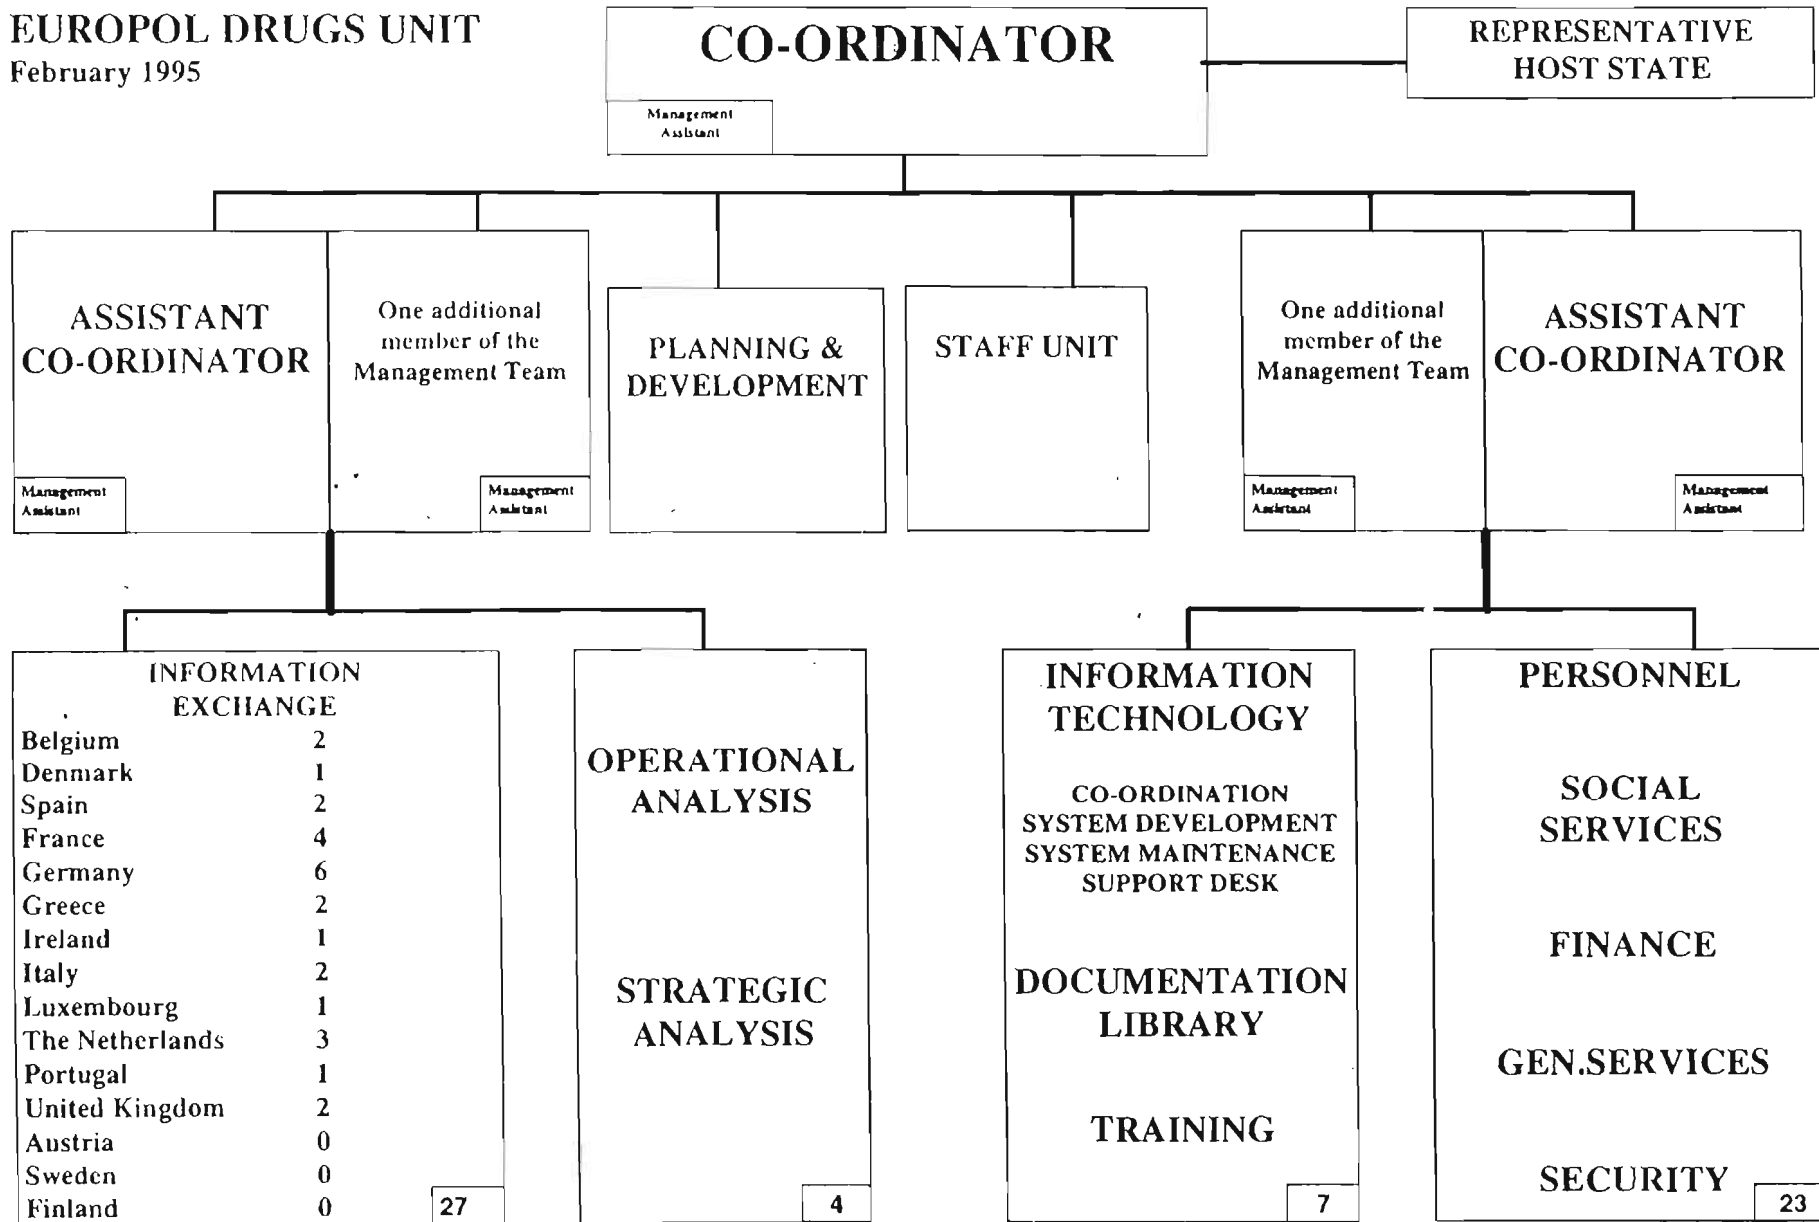 EUROPOL DRUGS UNIT
February 1995
CO-ORDINATOR
Management
Assistant
REPRESENTATIVE
HOST STATE
ASSISTANT
CO-ORDINATOR
Management
Assistant
One additional
member of the
Management Team
Management
Assistant
PLANNING &
DEVELOPMENT
STAFF UNIT
One additional
member of the
Management Team
Management
Assistant
ASSISTANT
CO-ORDINATOR
Management
Assistant
INFORMATION
EXCHANGE
Belgium 2
Denmark 1
Spain 2
France 4
Germany 6
Greece 2
Ireland 1
Italy 2
Luxembourg 1
The Netherlands 3
Portugal 1
United Kingdom 2
Austria 0
Sweden 0
Finland 0
27
OPERATIONAL
ANALYSIS
STRATEGIC
ANALYSIS
4
INFORMATION
TECHNOLOGY
CO-ORDINATION
SYSTEM DEVELOPMENT
SYSTEM MAINTENANCE
SUPPORT DESK
DOCUMENTATION
LIBRARY
TRAINING
7
PERSONNEL
SOCIAL
SERVICES
FINANCE
GEN.SERVICES
SECURITY
23